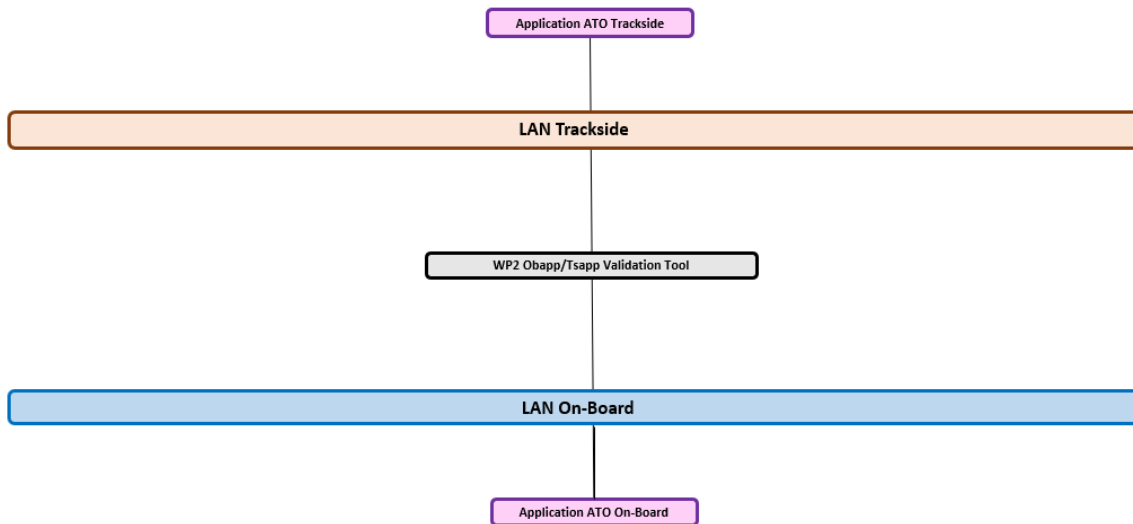 Application ATO Trackside
LAN Trackside
WP2 Obapp/Tsapp Validation Tool
LAN On-Board
Application ATO On-Board